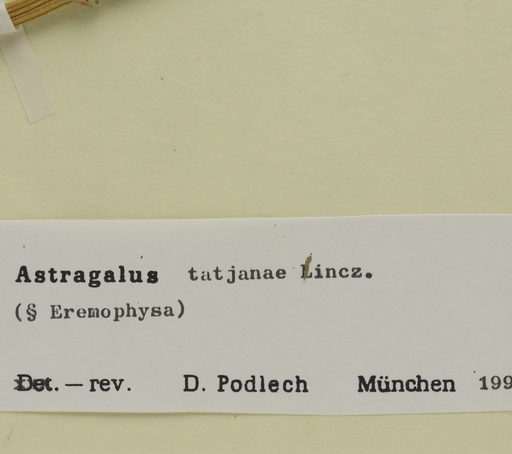 Astragalus tatjanae Lincz.
(§ Eremophysa)
Det. — rev. D. Podlech München 199